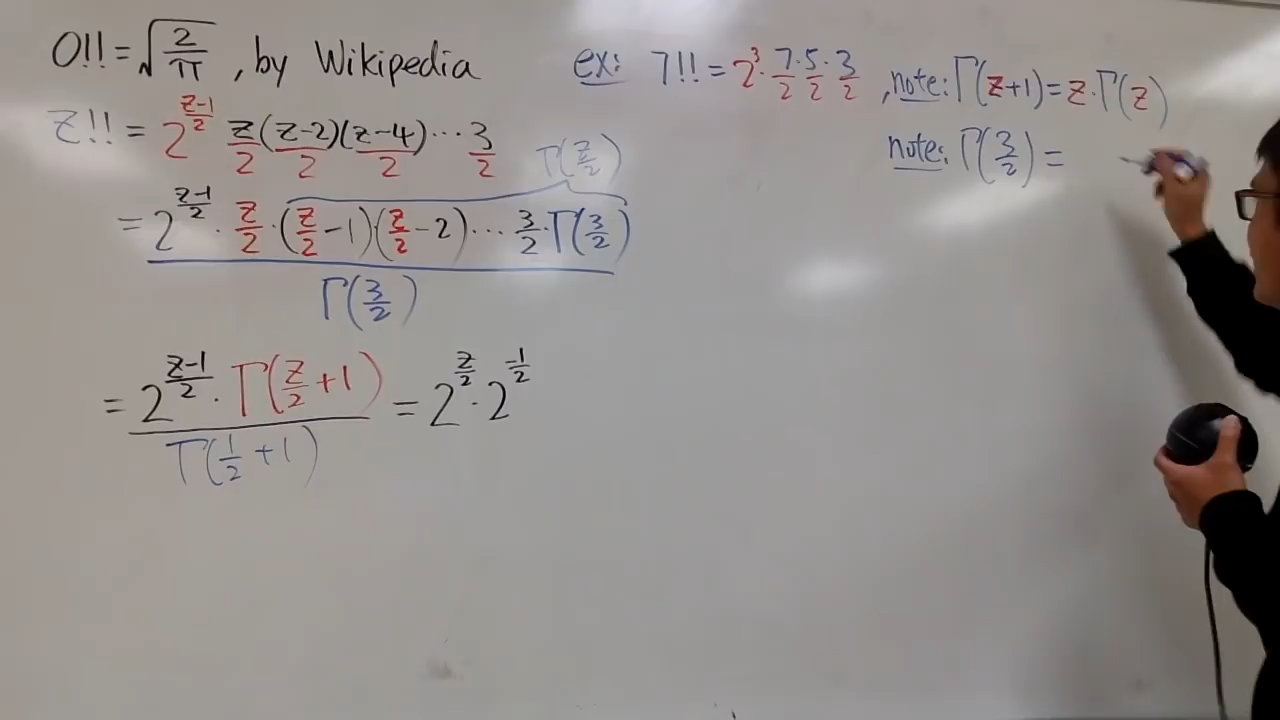 0!! = √(2/π) , by Wikipedia
ex: 7!! = 2^3 · 7/2 · 5/2 · 3/2 , note: Γ(z+1) = z · Γ(z)
z!! = 2^((z-1)/2) z/2 (z-2)/2 (z-4)/2 ··· 3/2
Γ(z/2)
note: Γ(3/2) =
= 2^((z-1)/2) · z/2 · (z/2 - 1)(z/2 - 2) ··· 3/2 · Γ(3/2)
Γ(3/2)
= 2^((z-1)/2) · Γ(z/2 + 1) / Γ(1/2 + 1) = 2^(z/2) · 2^(-1/2)